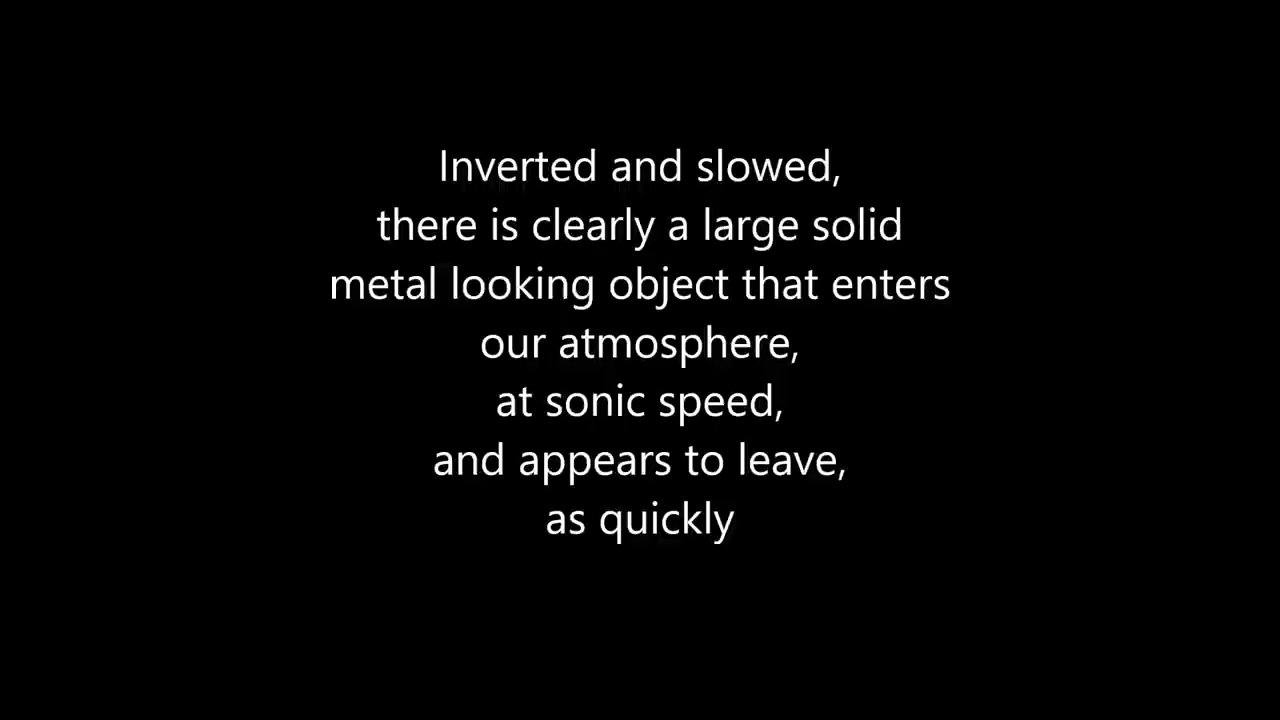 Inverted and slowed,
there is clearly a large solid
metal looking object that enters
our atmosphere,
at sonic speed,
and appears to leave,
as quickly